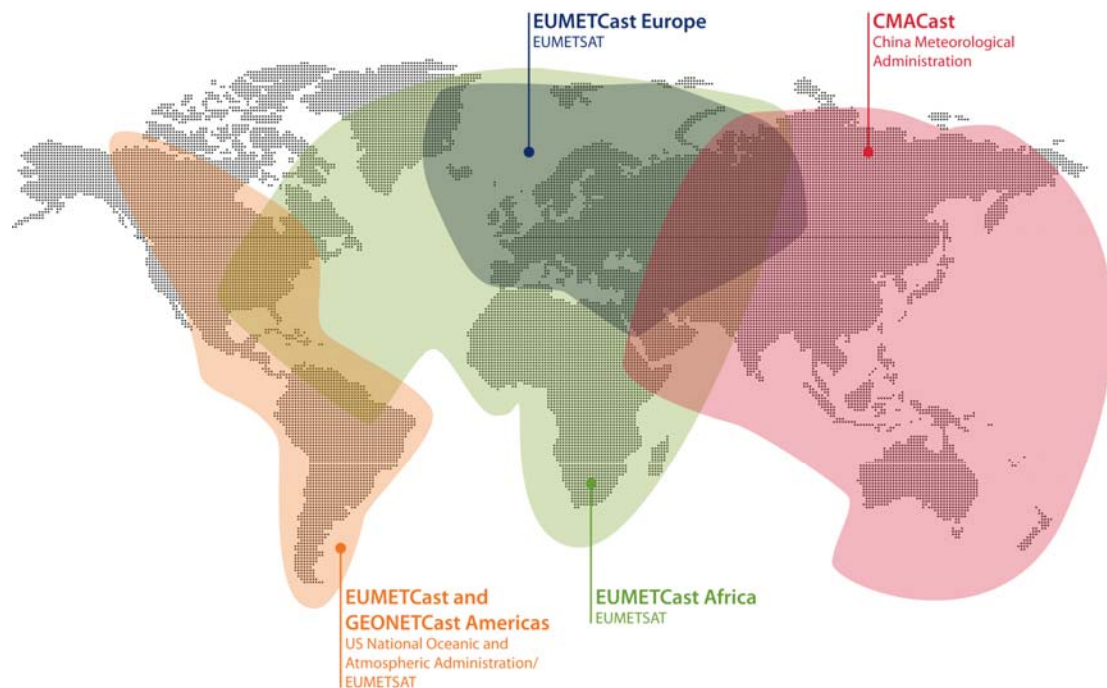 EUMETCast Europe
EUMETSAT
CMACast
China Meteorological
Administration
EUMETCast and
GEONETCast Americas
US National Oceanic and
Atmospheric Administration/
EUMETSAT
EUMETCast Africa
EUMETSAT